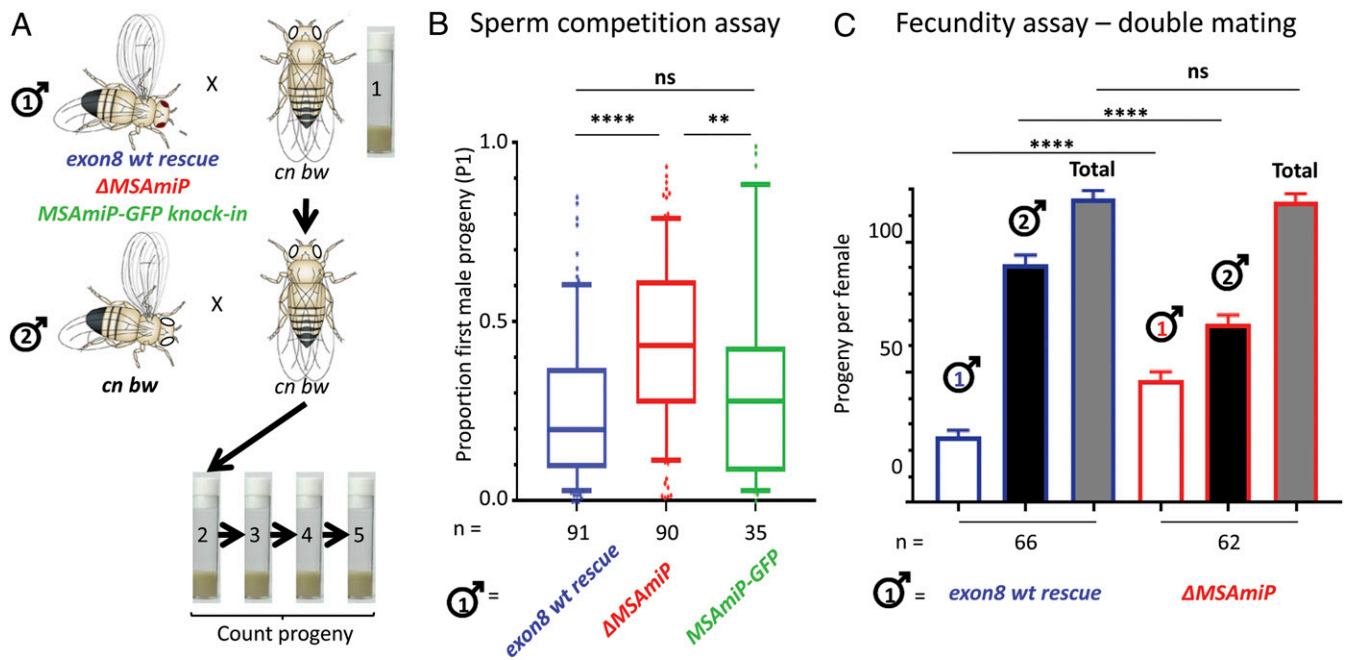 A
1
X
1
exon8 wt rescue
ΔMSAmiP
MSAmiP-GFP knock-in
cn bw
2
X
cn bw
cn bw
2
3
4
5
Count progeny
B Sperm competition assay
ns
**** **
1.0
0.5
0.0
Proportion first male progeny (P1)
n = 91 90 35
1 = exon8 wt rescue ΔMSAmiP MSAmiP-GFP
C Fecundity assay – double mating
ns
****
****
Total Total
2
2
1
1
100
50
0
Progeny per female
n = 66 62
1 = exon8 wt rescue ΔMSAmiP